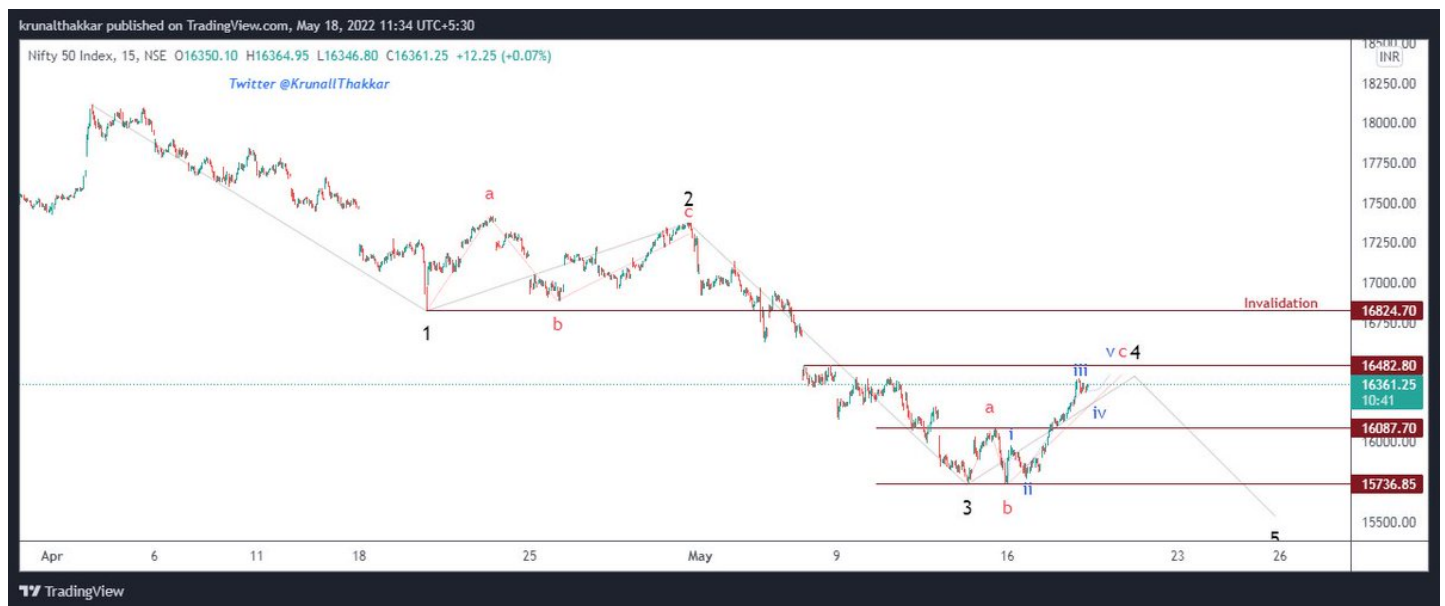 krunalthakkar published on TradingView.com, May 18, 2022 11:34 UTC+5:30
Nifty 50 Index, 15, NSE O16350.10 H16364.95 L16346.80 C16361.25 +12.25 (+0.07%)
Twitter @KrunallThakkar
18500.00
INR
18250.00
18000.00
17750.00
17500.00
17250.00
17000.00
Invalidation
16824.70
16750.00
16482.80
16361.25
10:41
16087.70
16000.00
15736.85
15500.00
a
2
c
1
b
v c 4
iii
iv
a
i
ii
3
b
5
Apr 6 11 18 25 May 9 16 23 26
TradingView